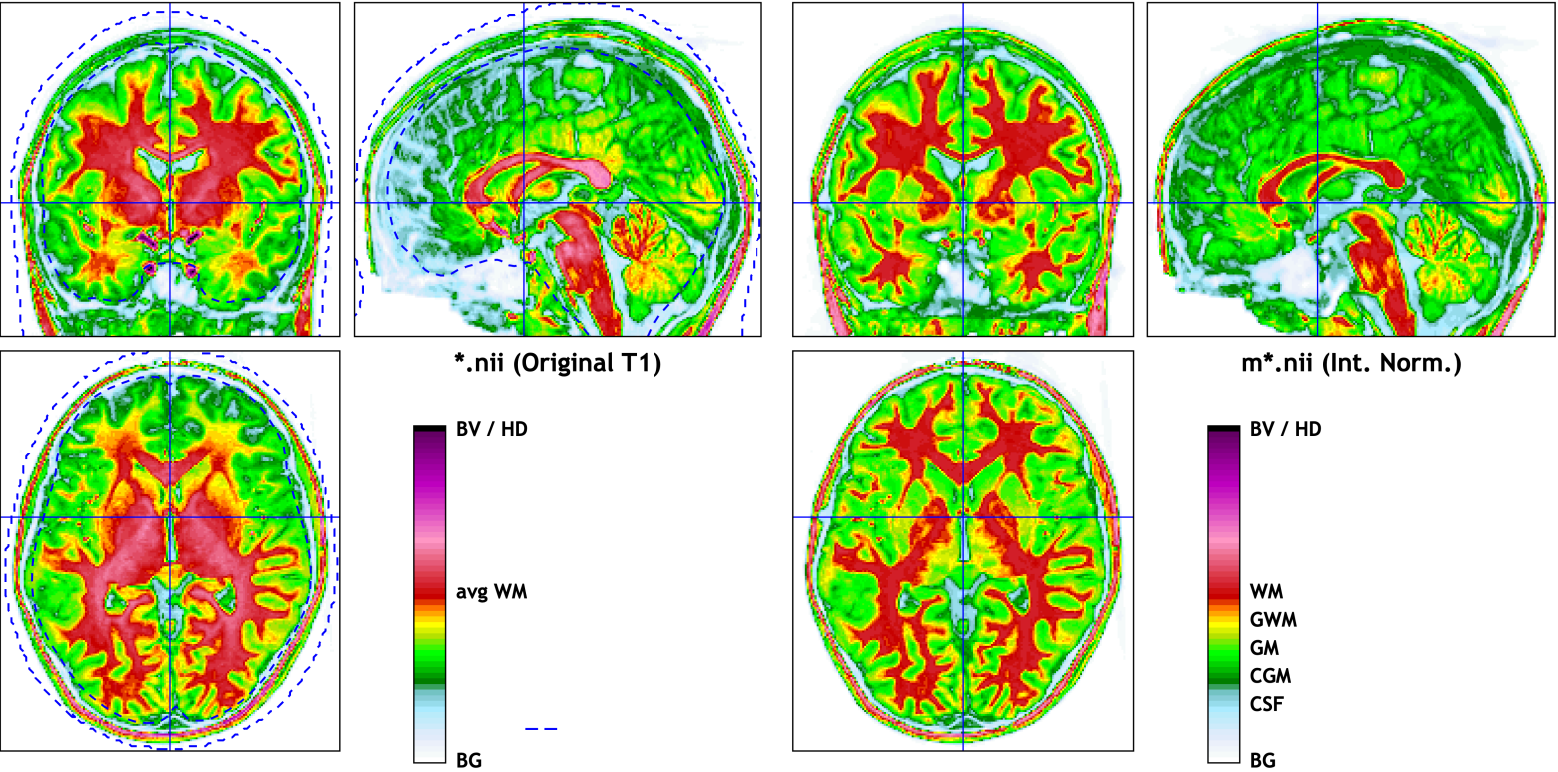 *.nii (Original T1)
m*.nii (Int. Norm.)
BV / HD
avg WM
BG
BV / HD
WM
GWM
GM
CGM
CSF
BG